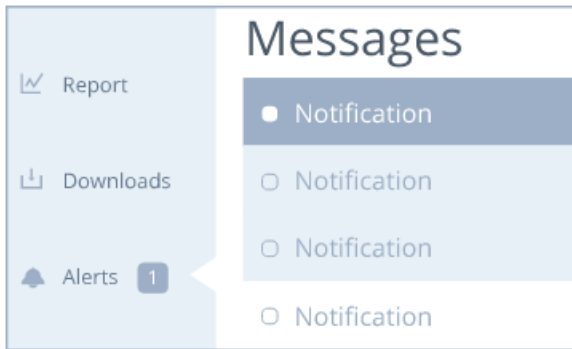 Messages
Report
Notification
Downloads
Notification
Notification
Alerts 1
Notification